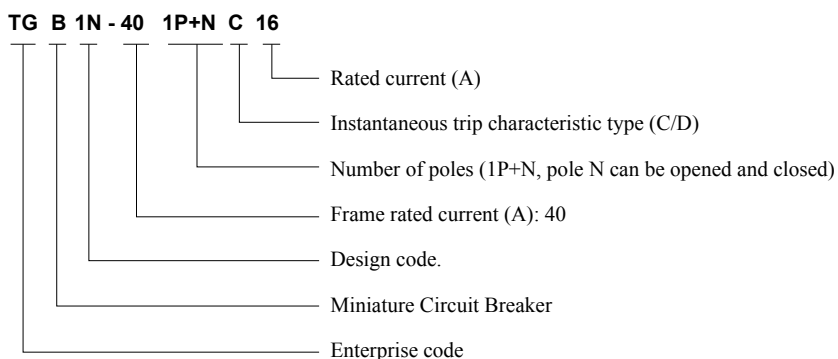 TG B 1N - 40 1P+N C 16
Rated current (A)
Instantaneous trip characteristic type (C/D)
Number of poles (1P+N, pole N can be opened and closed)
Frame rated current (A): 40
Design code.
Miniature Circuit Breaker
Enterprise code